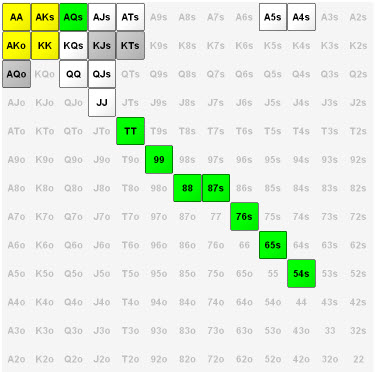 AA AKs AQs AJs ATs A9s A8s A7s A6s A5s A4s A3s A2s
AKo KK KQs KJs KTs K9s K8s K7s K6s K5s K4s K3s K2s
AQo KQo QQ QJs QTs Q9s Q8s Q7s Q6s Q5s Q4s Q3s Q2s
AJo KJo QJo JJ JTs J9s J8s J7s J6s J5s J4s J3s J2s
ATo KTo QTo JTo TT T9s T8s T7s T6s T5s T4s T3s T2s
A9o K9o Q9o J9o T9o 99 98s 97s 96s 95s 94s 93s 92s
A8o K8o Q8o J8o T8o 98o 88 87s 86s 85s 84s 83s 82s
A7o K7o Q7o J7o T7o 97o 87o 77 76s 75s 74s 73s 72s
A6o K6o Q6o J6o T6o 96o 86o 76o 66 65s 64s 63s 62s
A5o K5o Q5o J5o T5o 95o 85o 75o 65o 55 54s 53s 52s
A4o K4o Q4o J4o T4o 94o 84o 74o 64o 54o 44 43s 42s
A3o K3o Q3o J3o T3o 93o 83o 73o 63o 53o 43o 33 32s
A2o K2o Q2o J2o T2o 92o 82o 72o 62o 52o 42o 32o 22